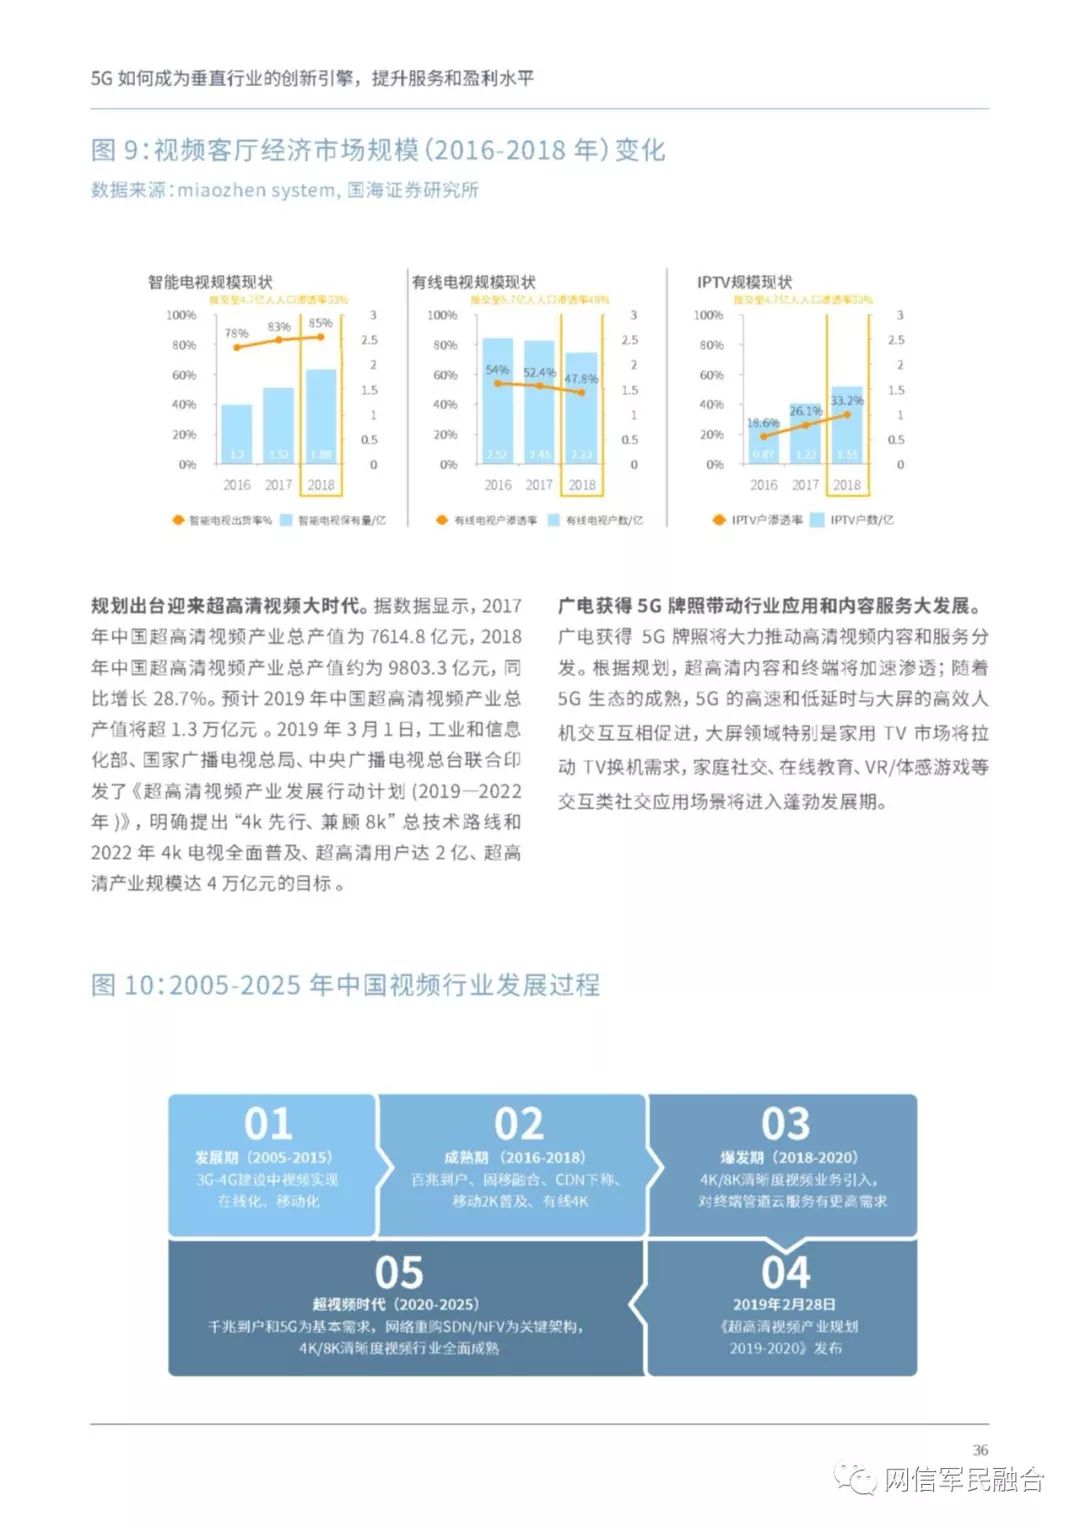 5G 如何成为垂直行业的创新引擎，提升服务和盈利水平
图 9：视频客厅经济市场规模（2016-2018 年）变化
数据来源：miaozhen system, 国海证券研究所
智能电视规模现状
推及至4.7亿人人口渗透率33%
100%
80%
60%
40%
20%
0%
78%
83%
85%
3
2.5
2
1.5
1
0.5
0
1.2
1.52
1.88
2016
2017
2018
智能电视出货率%
智能电视保有量/亿
有线电视规模现状
推及至6.7亿人人口渗透率48%
100%
80%
60%
40%
20%
0%
54%
52.4%
47.8%
3
2.5
2
1.5
1
0.5
0
2.52
2.45
2.23
2016
2017
2018
有线电视户渗透率
有线电视户数/亿
IPTV规模现状
推及至4.7亿人人口渗透率33%
100%
80%
60%
40%
20%
0%
18.6%
26.1%
33.2%
3
2.5
2
1.5
1
0.5
0
0.87
1.22
1.55
2016
2017
2018
IPTV户渗透率
IPTV户数/亿
规划出台迎来超高清视频大时代。据数据显示，2017
年中国超高清视频产业总产值为 7614.8 亿元，2018
年中国超高清视频产业总产值约为 9803.3 亿元，同
比增长 28.7%。预计 2019 年中国超高清视频产业总
产值将超 1.3 万亿元 。2019 年 3 月 1 日，工业和信息
化部、国家广播电视总局、中央广播电视总台联合印
发了《超高清视频产业发展行动计划 (2019—2022
年 )》，明确提出 “4k 先行、兼顾 8k” 总技术路线和
2022 年 4k 电视全面普及、超高清用户达 2 亿、超高
清产业规模达 4 万亿元的目标 。
广电获得 5G 牌照带动行业应用和内容服务大发展。
广电获得 5G 牌照将大力推动高清视频内容和服务分
发。根据规划，超高清内容和终端将加速渗透；随着
5G 生态的成熟，5G 的高速和低延时与大屏的高效人
机交互互相促进，大屏领域特别是家用 TV 市场将拉
动 TV换机需求，家庭社交、在线教育、VR/体感游戏等
交互类社交应用场景将进入蓬勃发展期。
图 10：2005-2025 年中国视频行业发展过程
01
发展期（2005-2015）
3G-4G建设中视频实现
在线化、移动化
02
成熟期 （2016-2018）
百兆到户、固移融合、CDN下称、
移动2K普及、有线4K
03
爆发期（2018-2020）
4K/8K清晰度视频业务引入，
对终端管道云服务有更高需求
05
超视频时代（2020-2025）
千兆到户和5G为基本需求，网络重购SDN/NFV为关键架构，
4K/8K清晰度视频行业全面成熟
04
2019年2月28日
《超高清视频产业规划
2019-2020》发布
36
网信军民融合